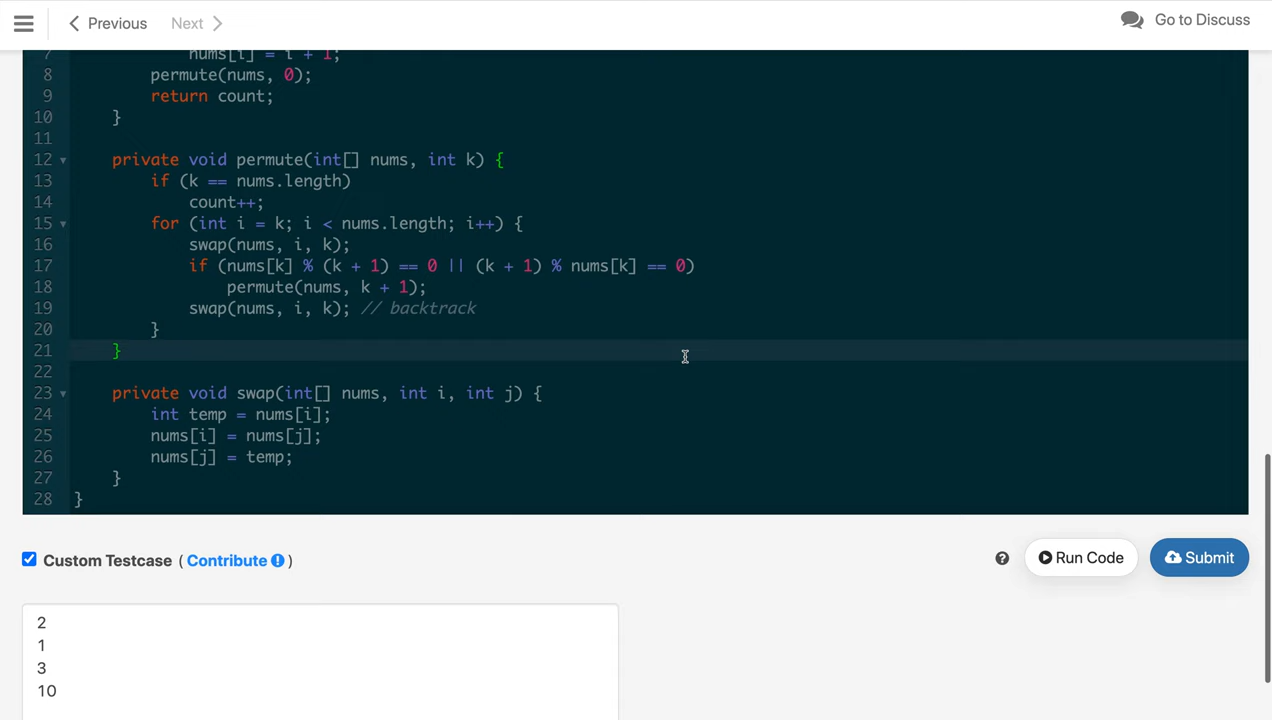 Previous Next Go to Discuss
7 nums[i] = i + 1;
8 permute(nums, 0);
9 return count;
10 }
11
12 private void permute(int[] nums, int k) {
13 if (k == nums.length)
14 count++;
15 for (int i = k; i < nums.length; i++) {
16 swap(nums, i, k);
17 if (nums[k] % (k + 1) == 0 || (k + 1) % nums[k] == 0)
18 permute(nums, k + 1);
19 swap(nums, i, k); // backtrack
20 }
21 }
22
23 private void swap(int[] nums, int i, int j) {
24 int temp = nums[i];
25 nums[i] = nums[j];
26 nums[j] = temp;
27 }
28 }
Custom Testcase ( Contribute ) Run Code Submit
2
1
3
10